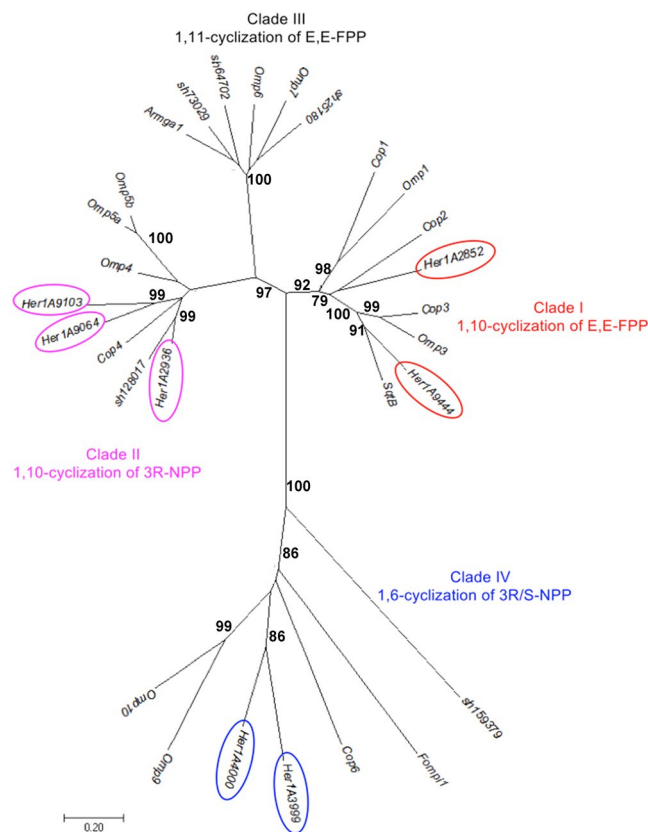 Clade III
1,11-cyclization of E,E-FPP
Armga1
sh73029
sh64702
Omp6
Omp7
sh25180
100
Cop1
Omp1
Cop2
Her1A2852
98
92
79
100
99
91
Cop3
Omp3
Her1A9444
SqtB
Clade I
1,10-cyclization of E,E-FPP
97
Omp5b
Omp5a
100
Omp4
Her1A9103
99
Her1A9064
99
Cop4
sh128017
Her1A2936
Clade II
1,10-cyclization of 3R-NPP
100
86
Clade IV
1,6-cyclization of 3R/S-NPP
99
86
Omp10
Omp9
Her1A4000
Her1A3999
Cop6
Fompi1
sh159379
0.20